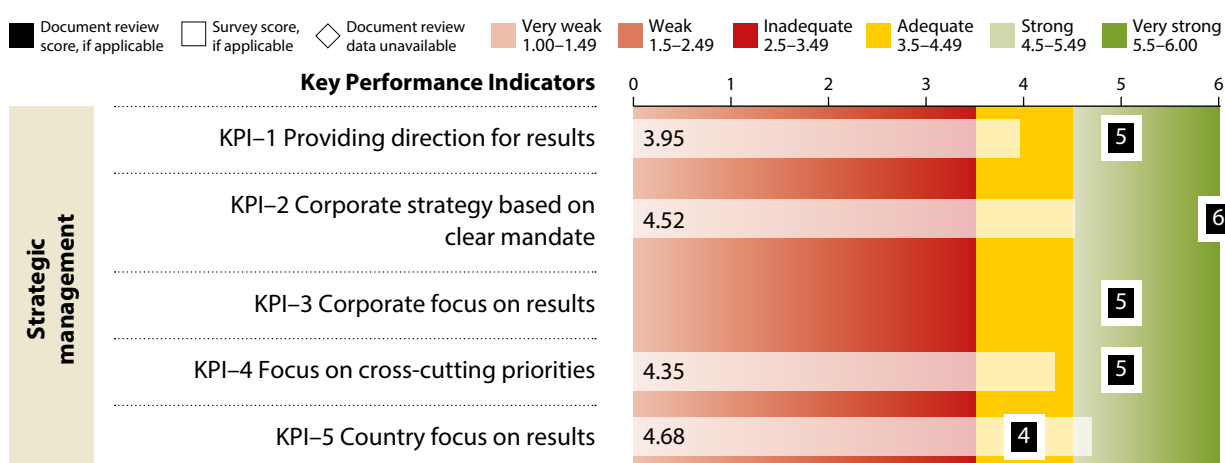 Document review score, if applicable
Survey score, if applicable
Document review data unavailable
Very weak 1.00–1.49
Weak 1.5–2.49
Inadequate 2.5–3.49
Adequate 3.5–4.49
Strong 4.5–5.49
Very strong 5.5–6.00
Key Performance Indicators
0 1 2 3 4 5 6
Strategic management
KPI–1 Providing direction for results
3.95 5
KPI–2 Corporate strategy based on
clear mandate
4.52 6
KPI–3 Corporate focus on results
5
KPI–4 Focus on cross-cutting priorities
4.35 5
KPI–5 Country focus on results
4.68 4